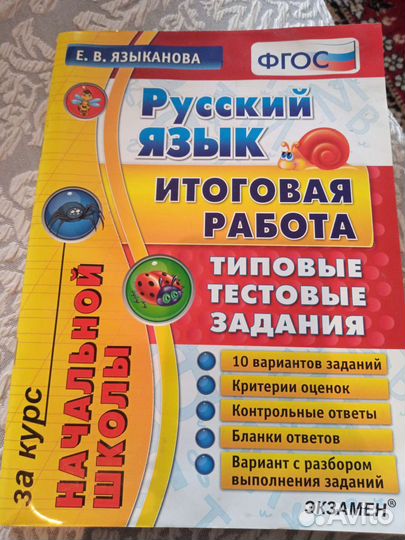 Е. В. ЯЗЫКАНОВА
ФГОС
Русский
язык
ИТОГОВАЯ
РАБОТА
ТИПОВЫЕ
ТЕСТОВЫЕ
ЗАДАНИЯ
за курс
НАЧАЛЬНОЙ
ШКОЛЫ
10 вариантов заданий
Критерии оценок
Контрольные ответы
Бланки ответов
Вариант с разбором
выполнения заданий
ЭКЗАМЕН®
Avito